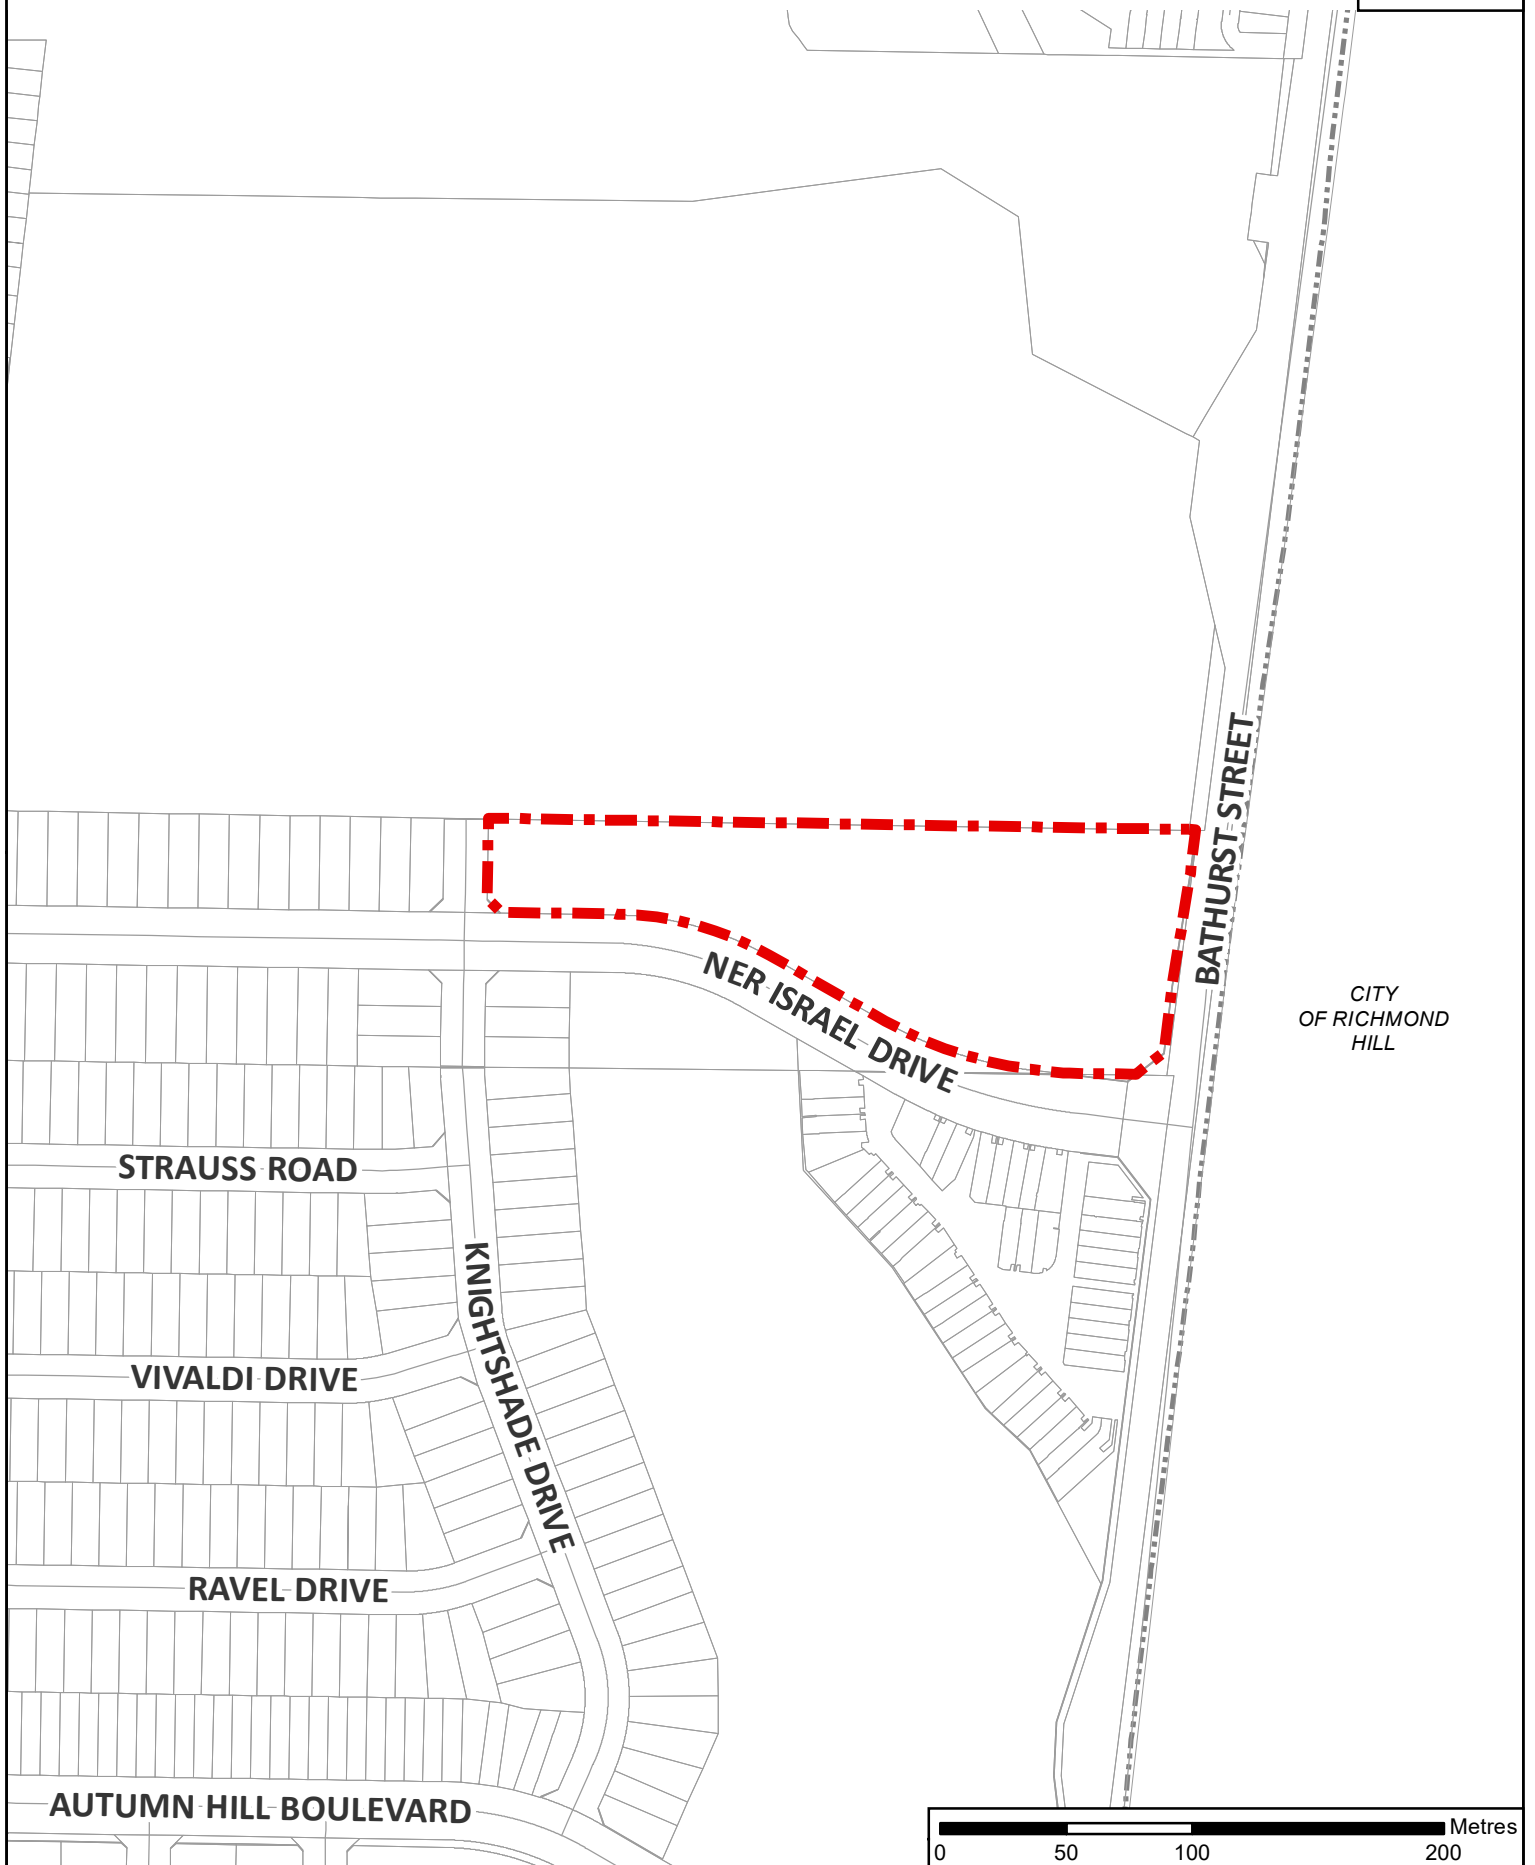 BATHURST STREET
NER ISRAEL DRIVE
CITY
OF RICHMOND
HILL
STRAUSS ROAD
KNIGHTSHADE DRIVE
VIVALDI DRIVE
RAVEL DRIVE
AUTUMN HILL BOULEVARD
Metres
0 50 100 200